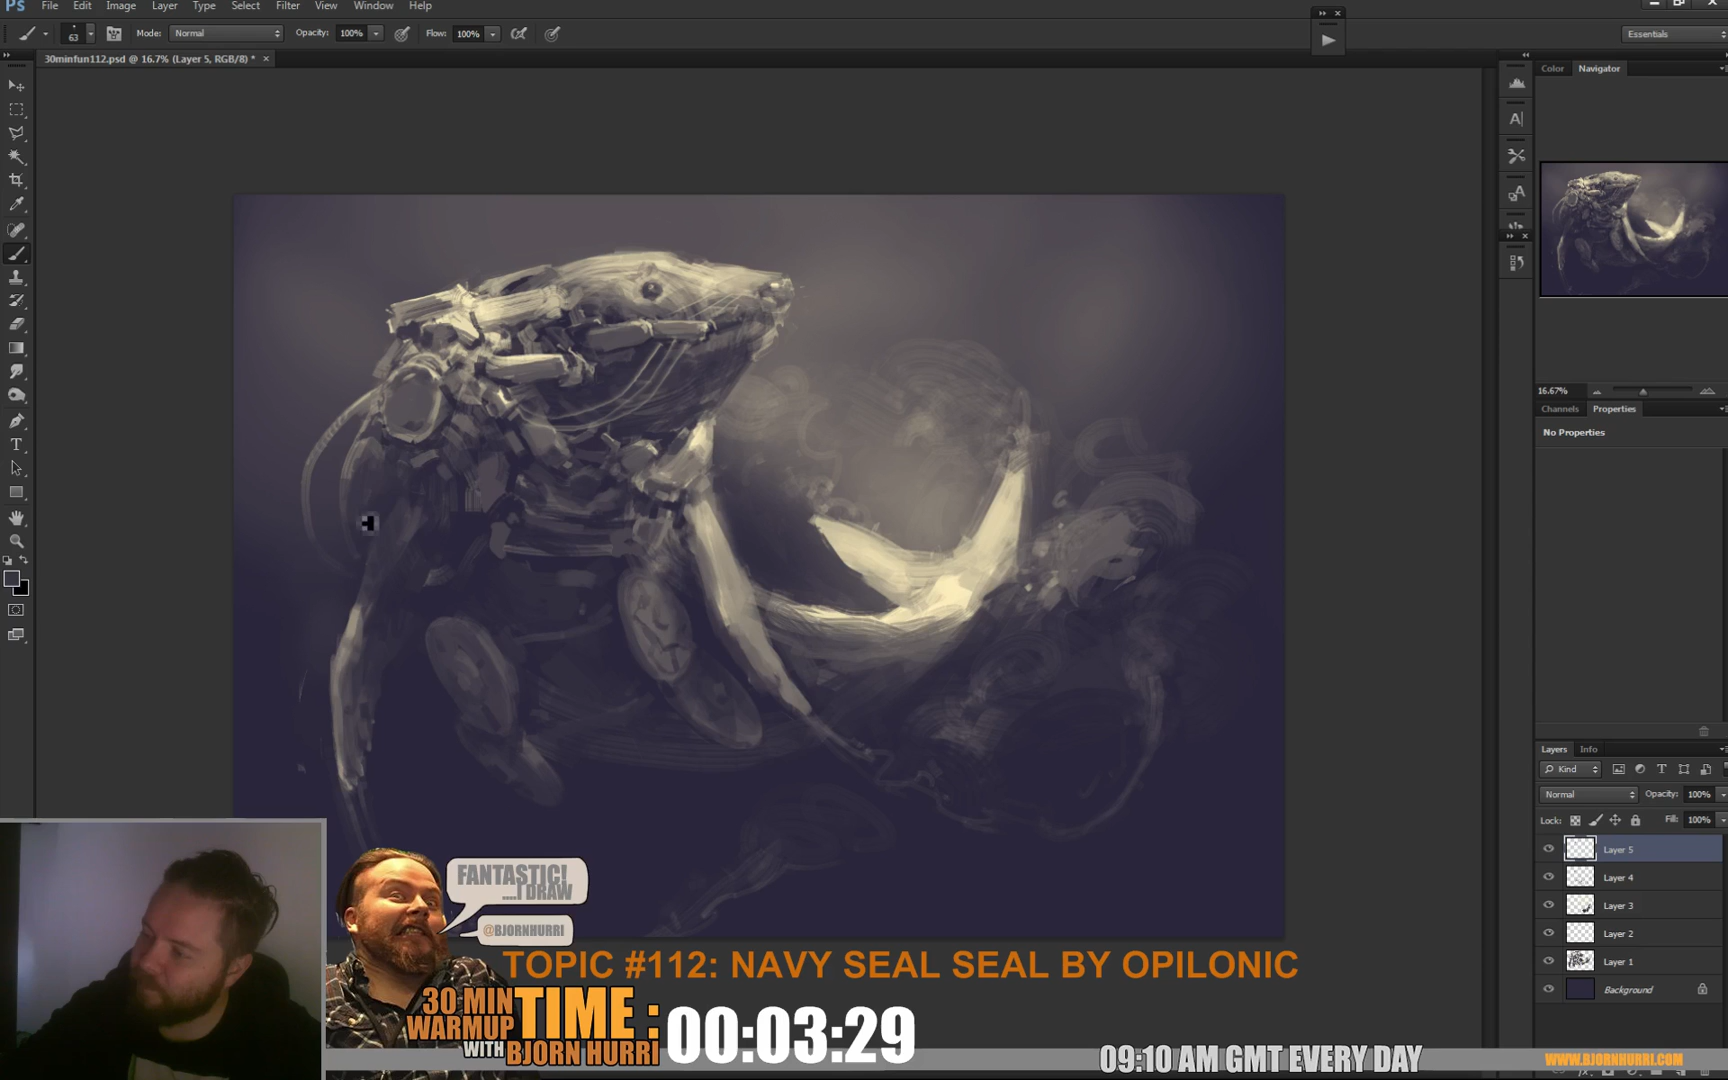 Ps File Edit Image Layer Type Select Filter View Window Help
63 Mode: Normal Opacity: 100% Flow: 100% Essentials
30minfun112.psd @ 16.7% (Layer 5, RGB/8) * ×
Color Navigator
16.67%
Channels Properties
No Properties
Layers Info
Kind
Normal Opacity: 100%
Lock: Fill: 100%
Layer 5
Layer 4
Layer 3
Layer 2
Layer 1
Background
FANTASTIC!
....I DRAW
@BJORNHURRI
TOPIC #112: NAVY SEAL SEAL BY OPILONIC
30 MIN
WARMUP
WITH BJORN HURRI
TIME : 00:03:29
09:10 AM GMT EVERY DAY
WWW.BJORNHURRI.COM